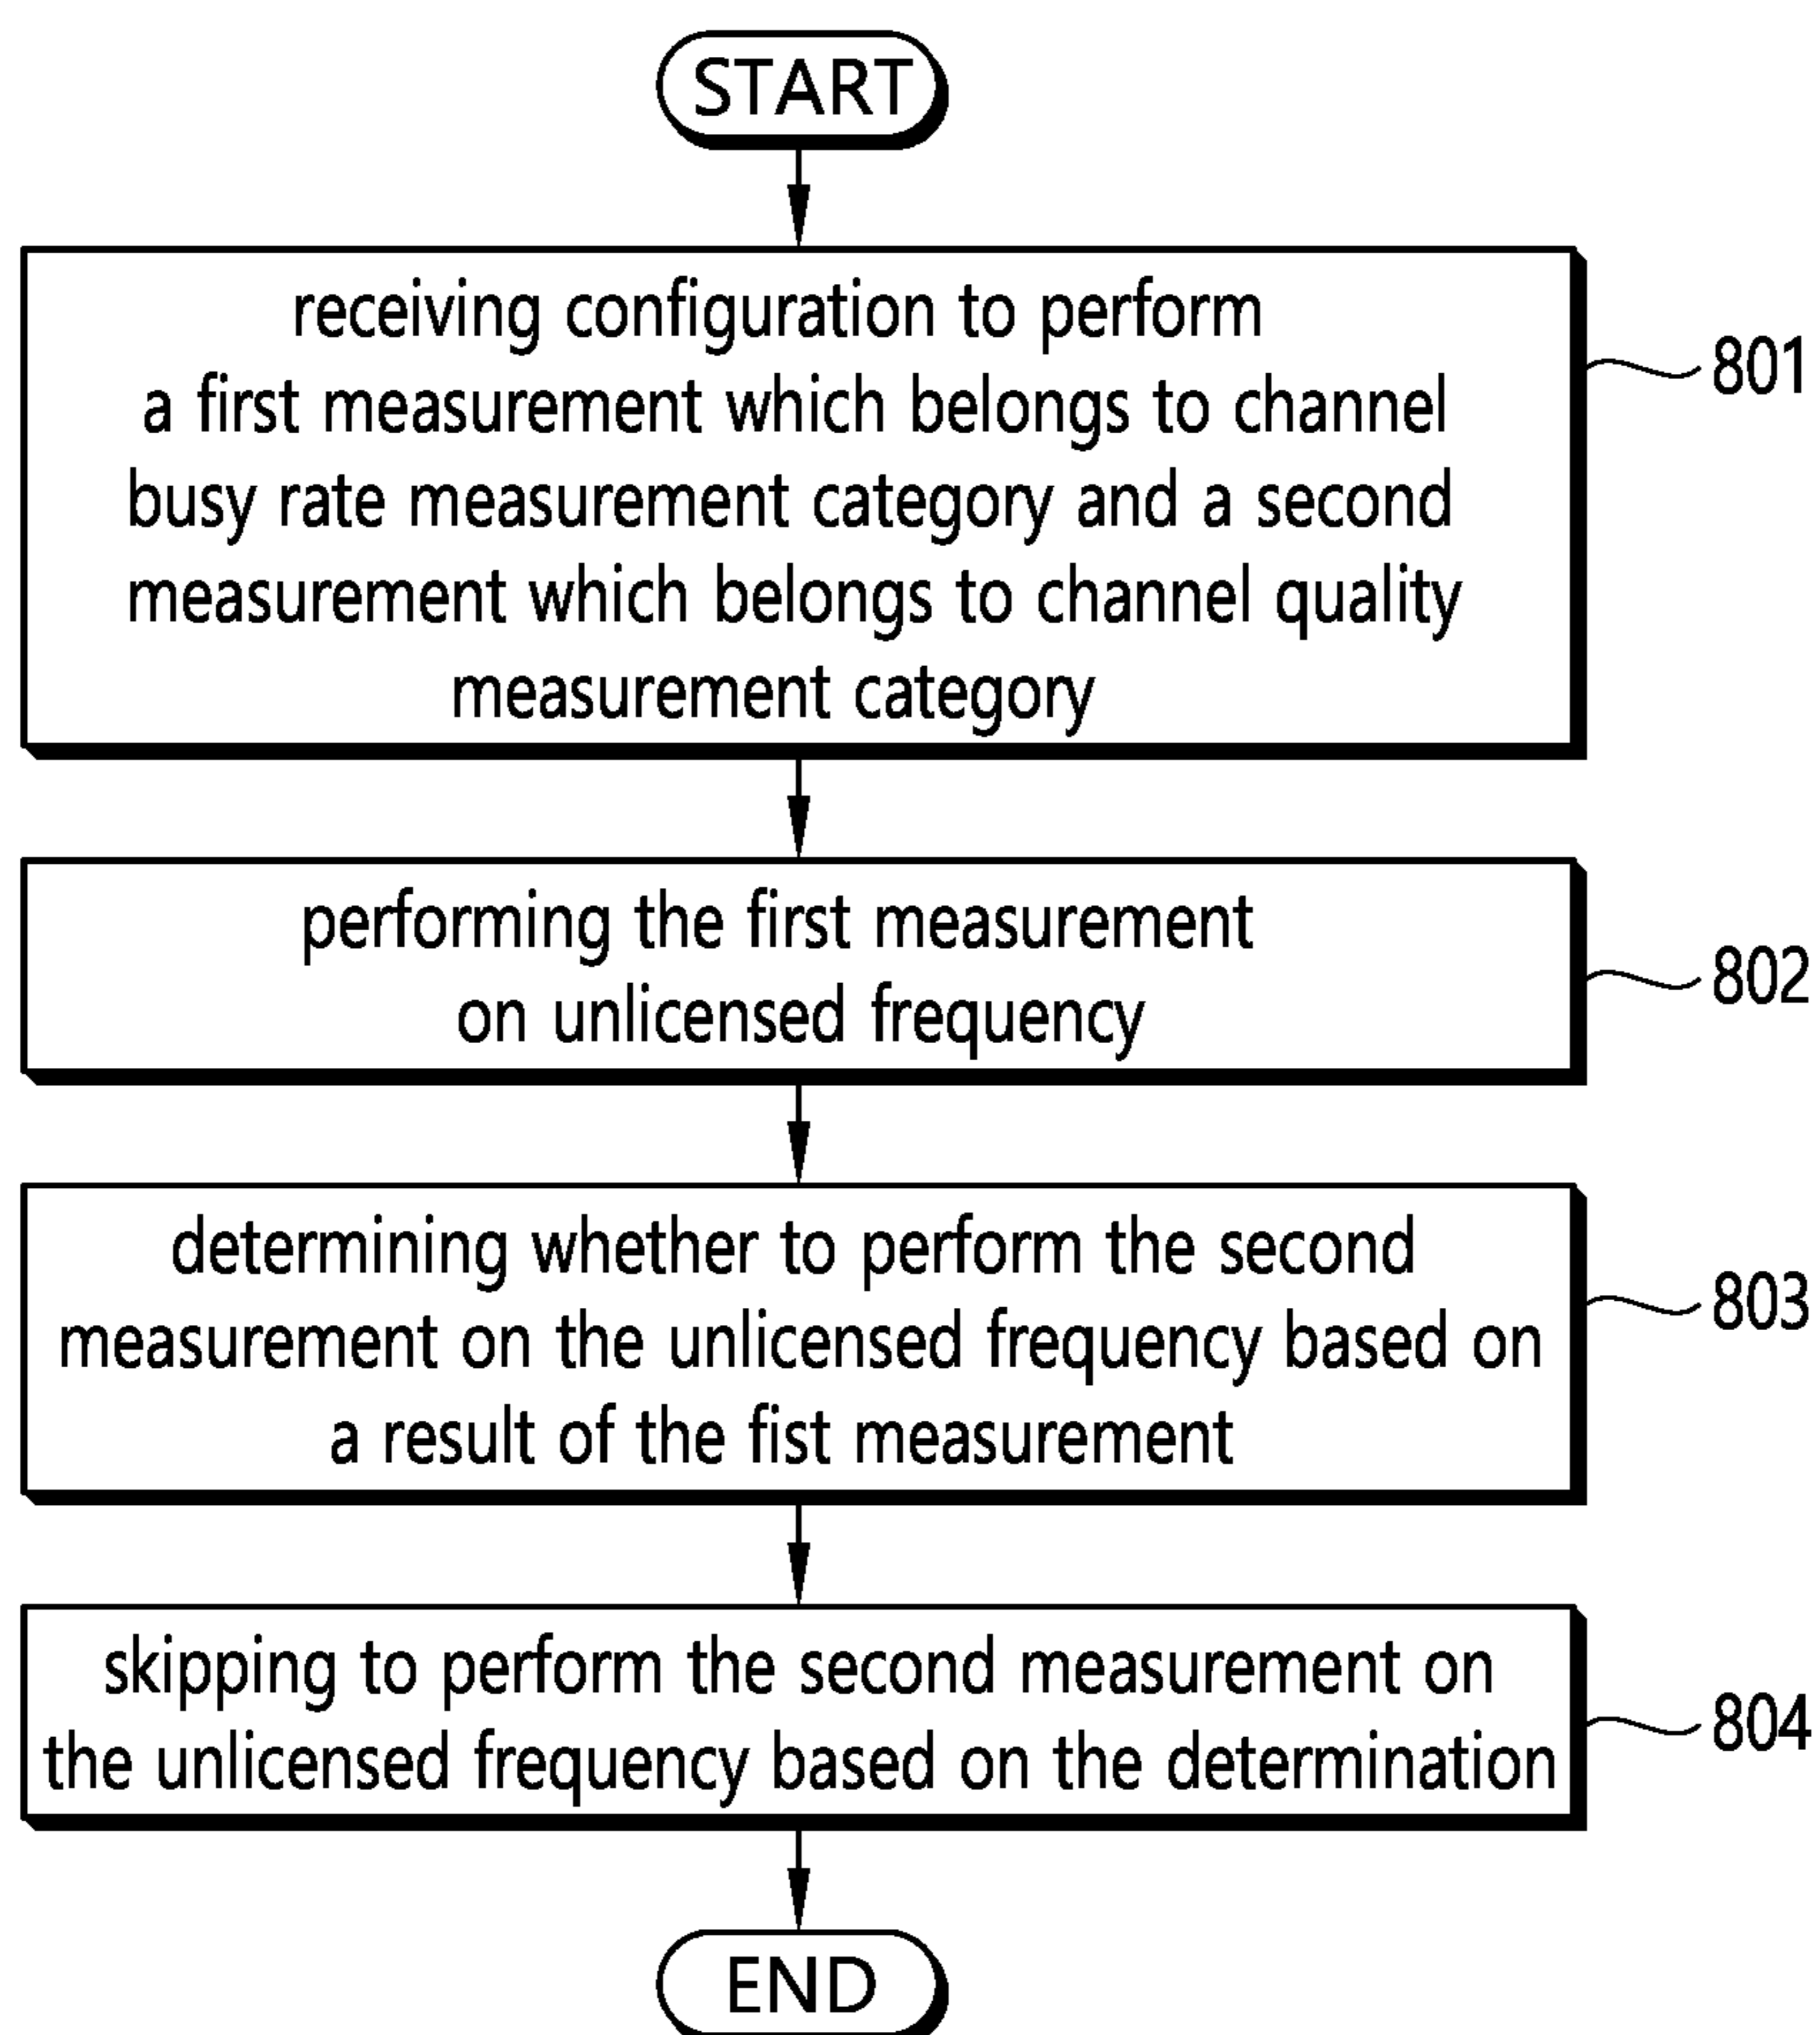 START
receiving configuration to perform
a first measurement which belongs to channel
busy rate measurement category and a second
measurement which belongs to channel quality
measurement category
801
performing the first measurement
on unlicensed frequency
802
determining whether to perform the second
measurement on the unlicensed frequency based on
a result of the fist measurement
803
skipping to perform the second measurement on
the unlicensed frequency based on the determination
804
END